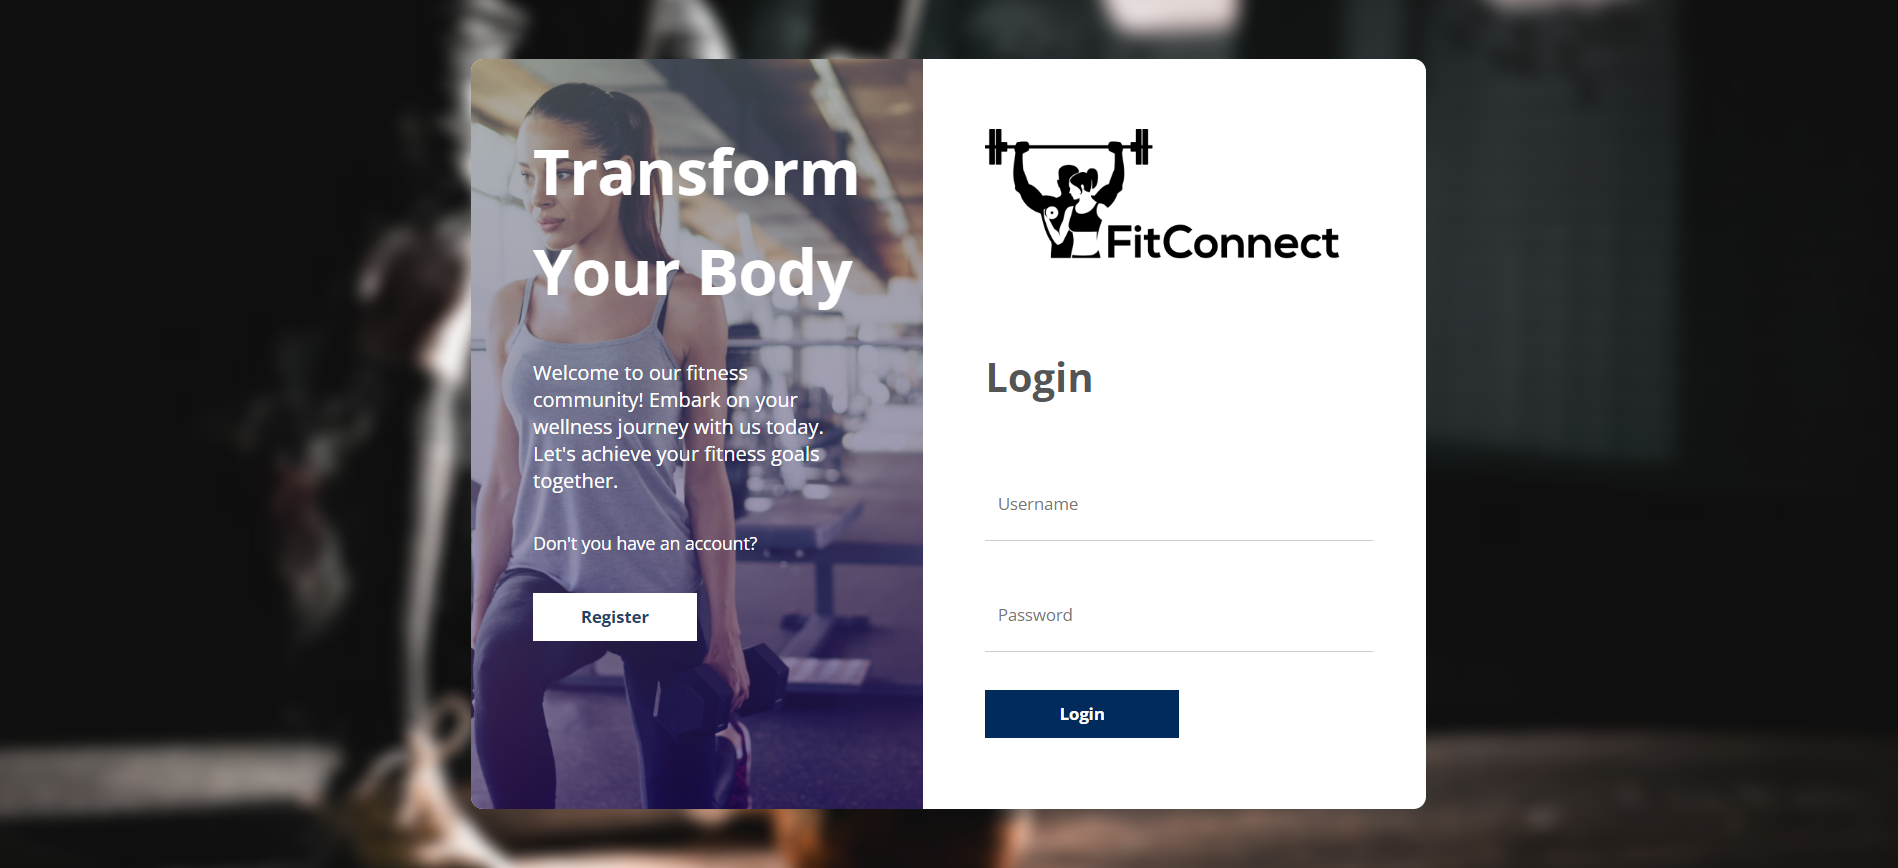 Transform
Your Body
Welcome to our fitness
community! Embark on your
wellness journey with us today.
Let's achieve your fitness goals
together.
Don't you have an account?
Register
FitConnect
Login
Username
Password
Login